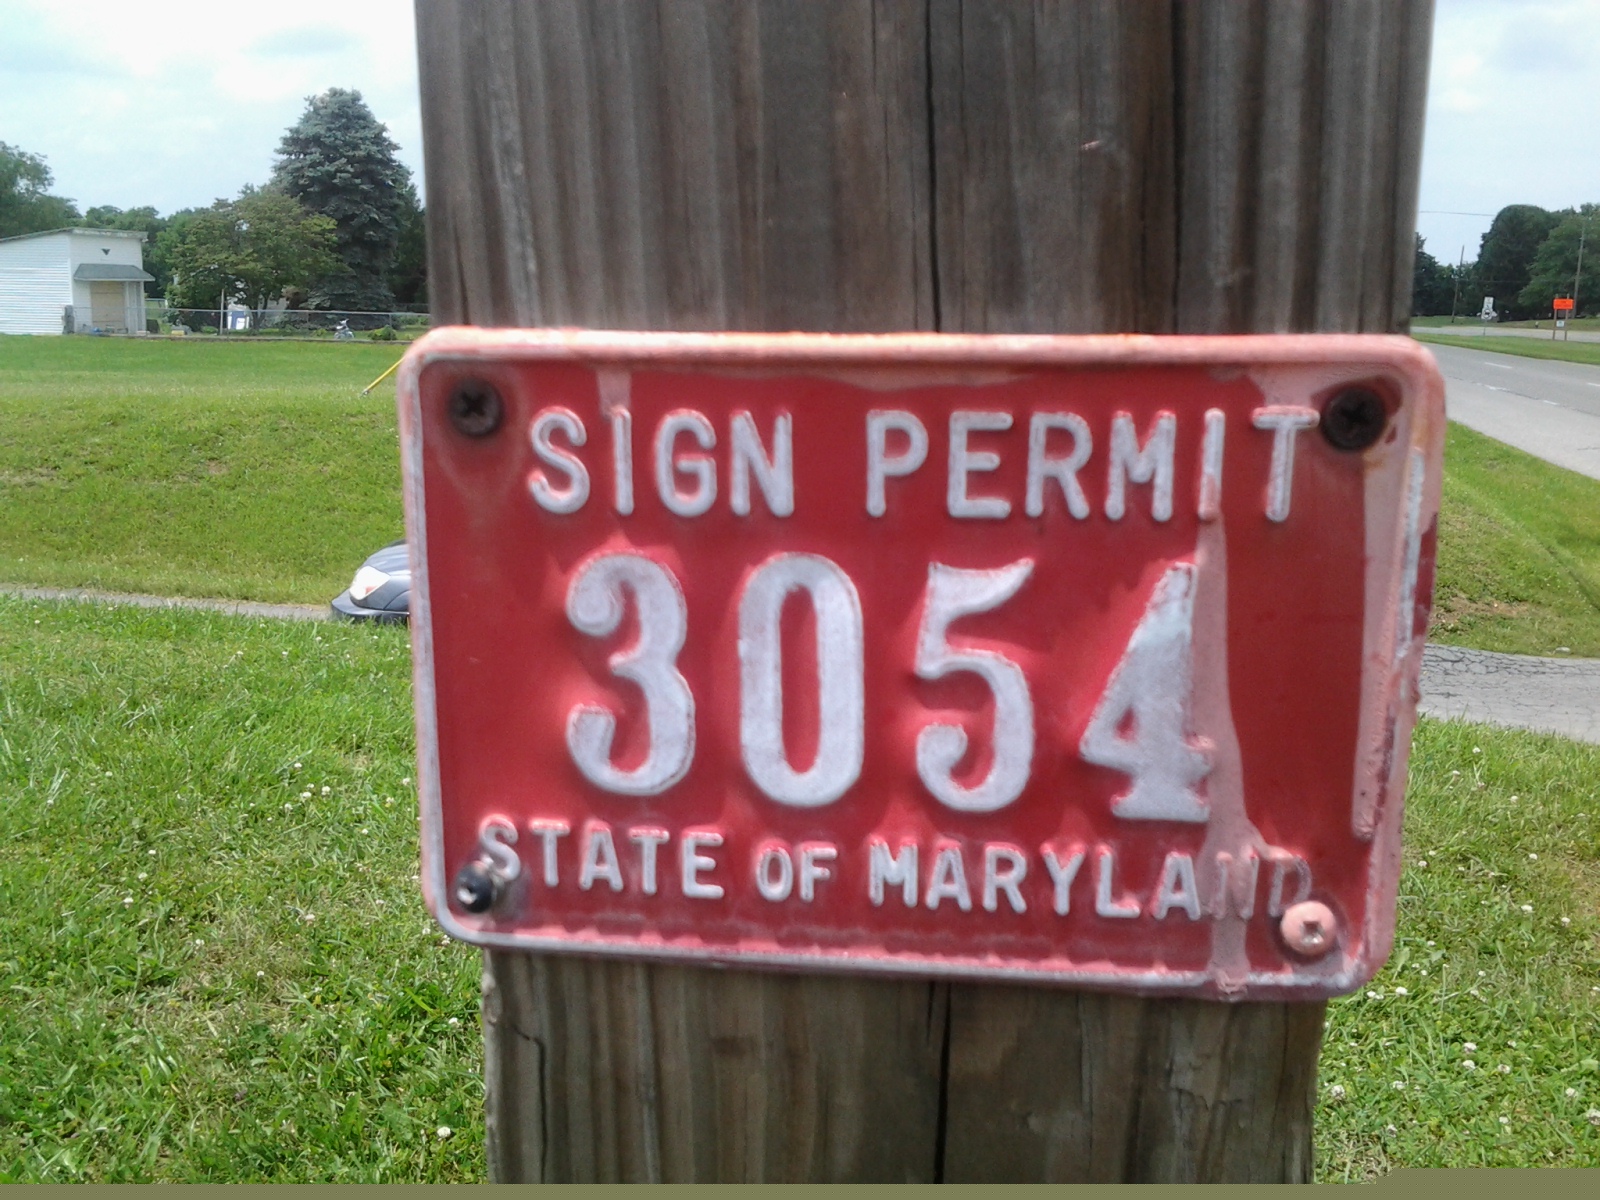 SIGN PERMIT
3054
STATE OF MARYLAND